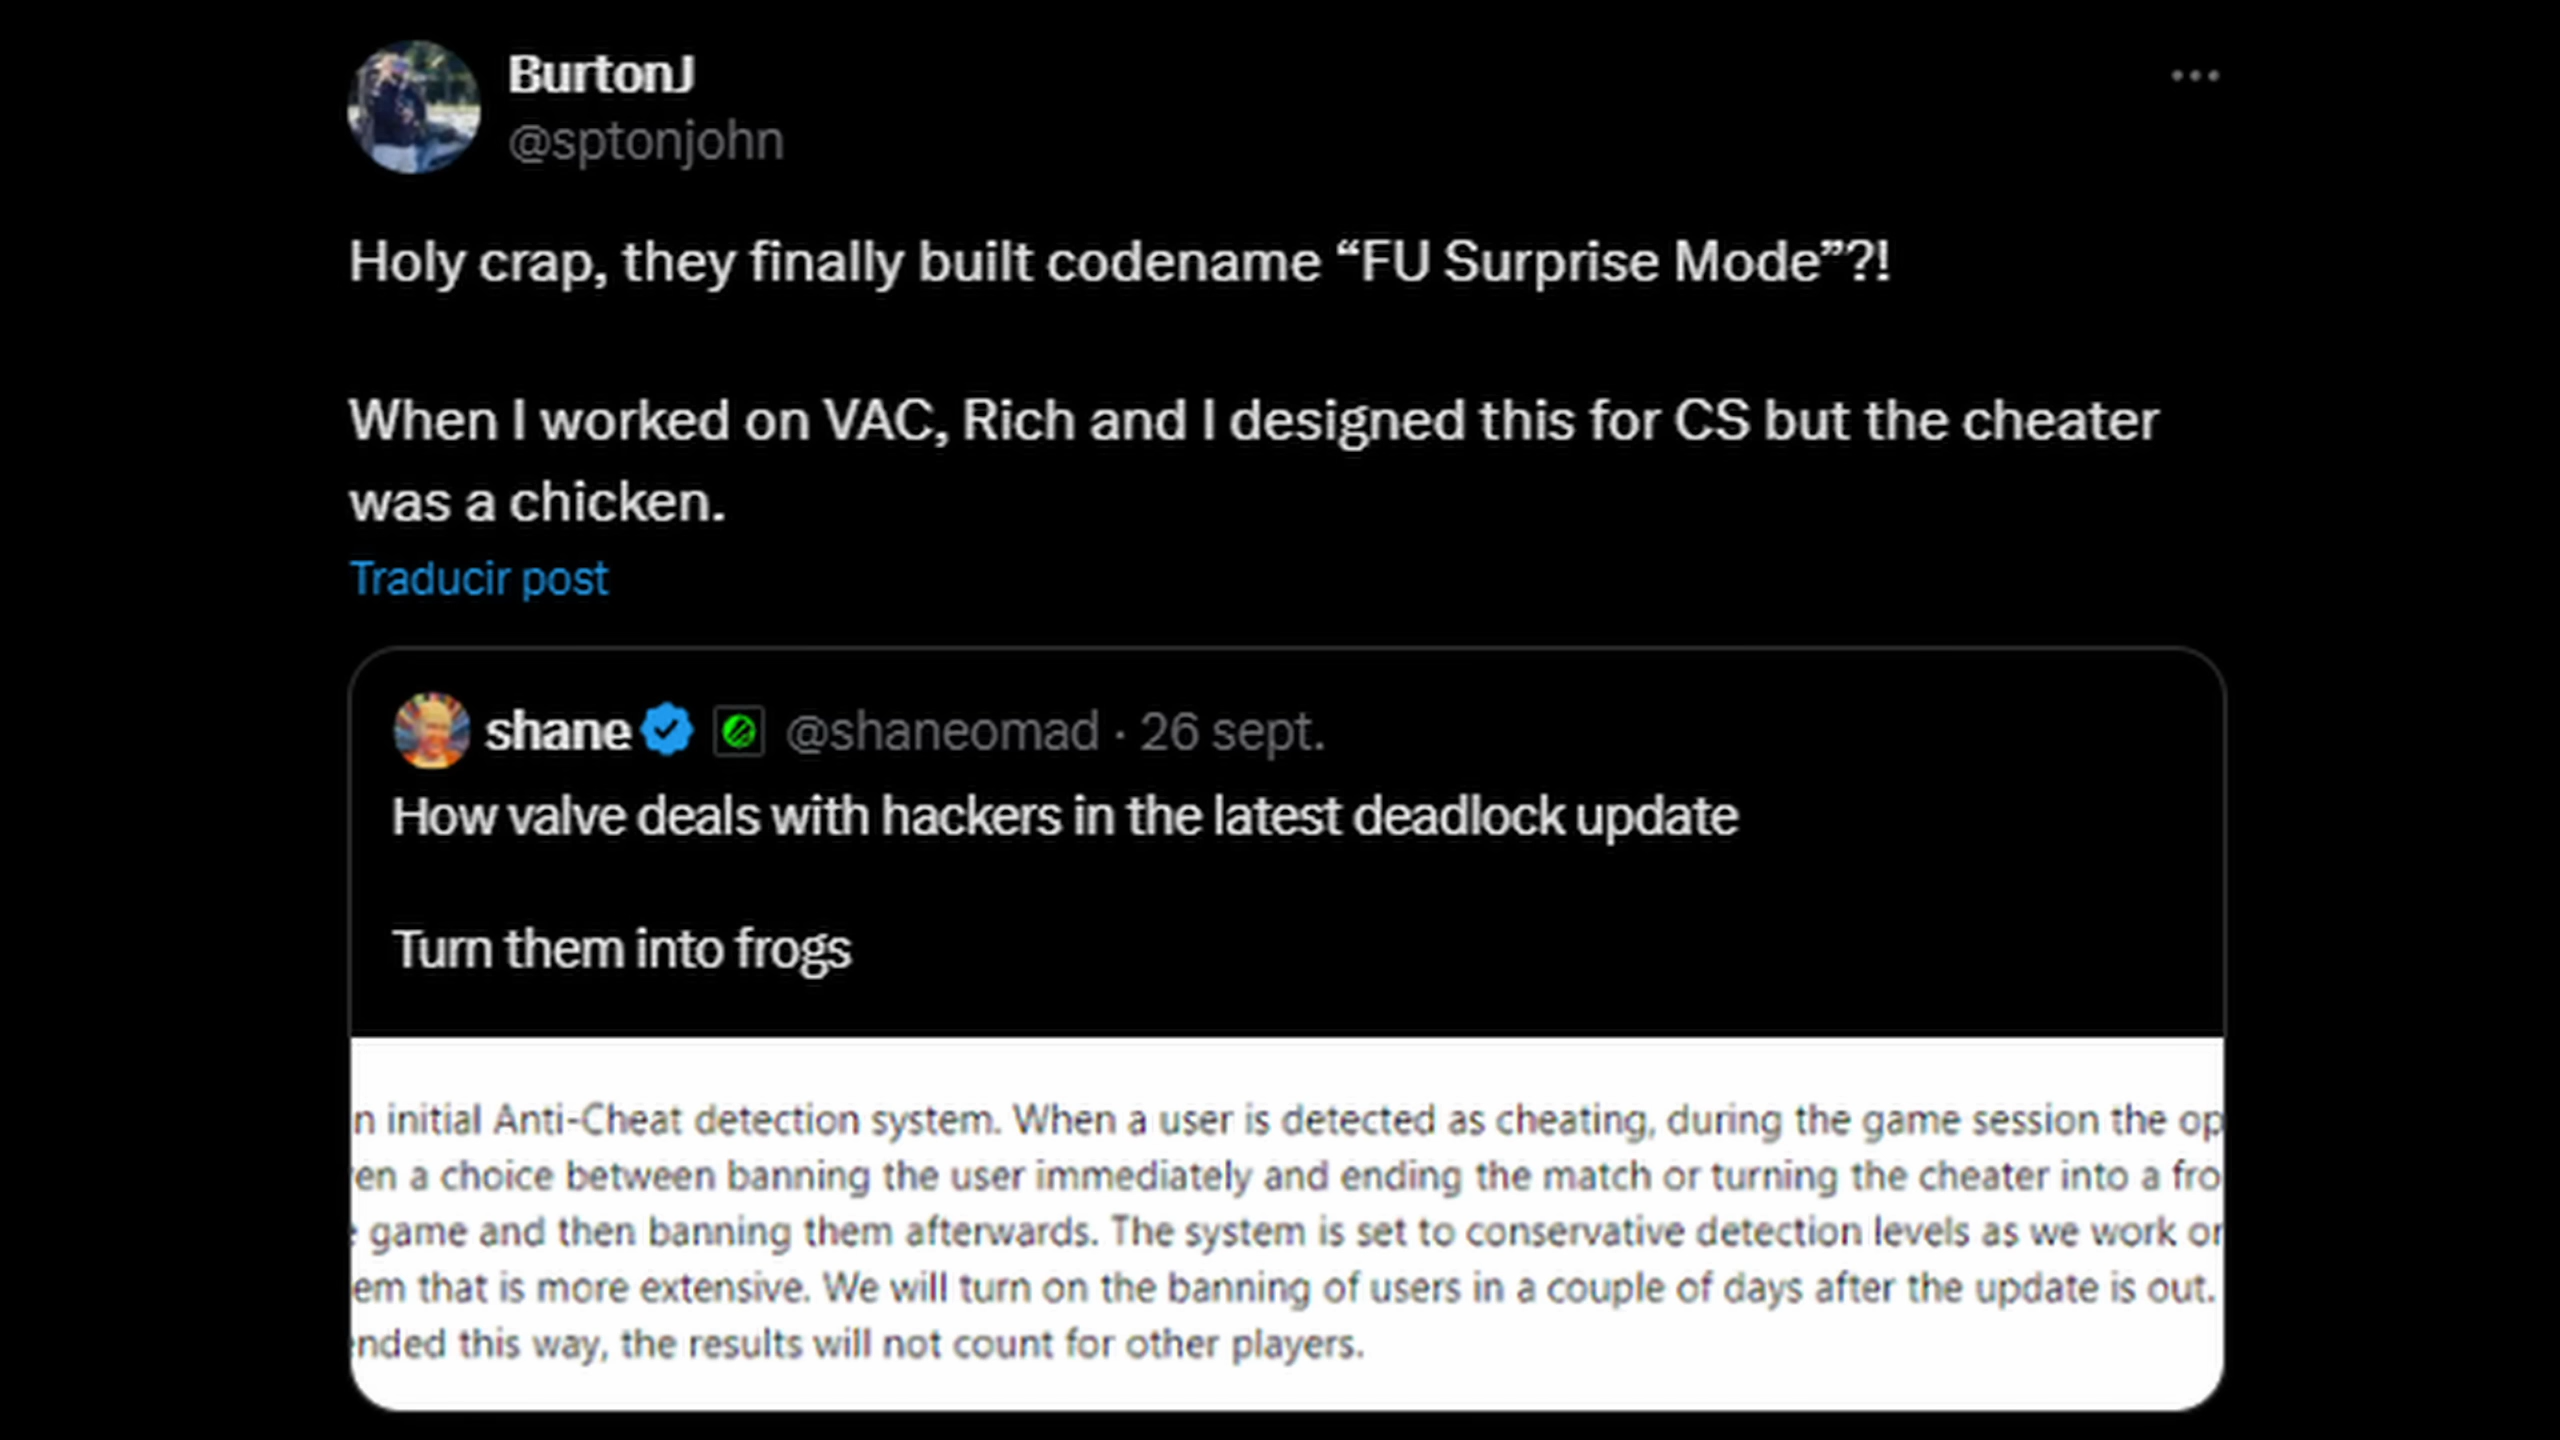 BurtonJ
@sptonjohn
Holy crap, they finally built codename “FU Surprise Mode”?!
When I worked on VAC, Rich and I designed this for CS but the cheater
was a chicken.
Traducir post
shane @shaneomad · 26 sept.
How valve deals with hackers in the latest deadlock update
Turn them into frogs
n initial Anti-Cheat detection system. When a user is detected as cheating, during the game session the op
en a choice between banning the user immediately and ending the match or turning the cheater into a fro
game and then banning them afterwards. The system is set to conservative detection levels as we work on
em that is more extensive. We will turn on the banning of users in a couple of days after the update is out.
nded this way, the results will not count for other players.